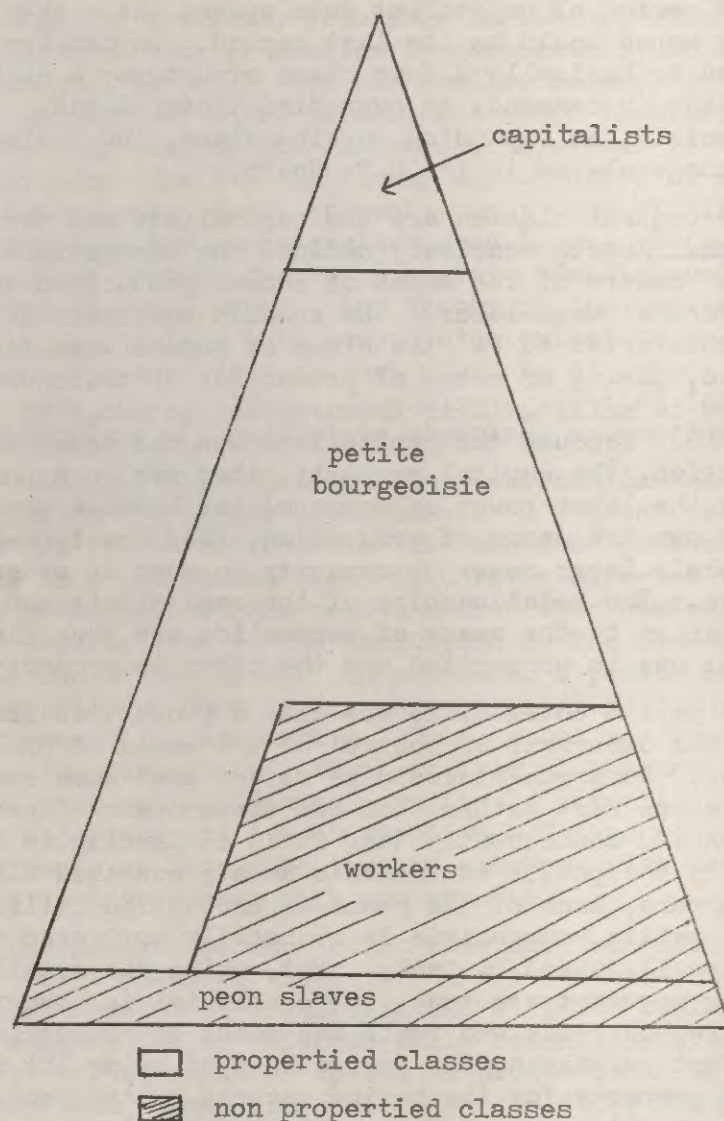 capitalists
petite
bourgeoisie
workers
peon slaves
propertied classes
non propertied classes